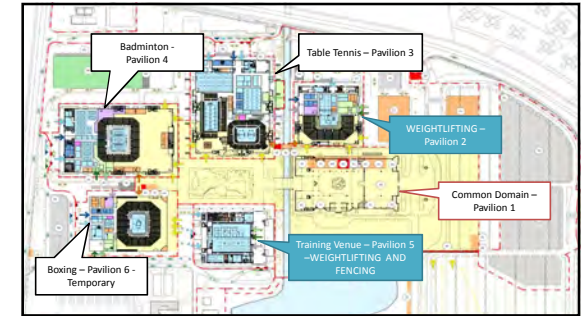 Badminton -
Pavilion 4
Table Tennis – Pavilion 3
WEIGHTLIFTING –
Pavilion 2
Common Domain –
Pavilion 1
Training Venue – Pavilion 5
–WEIGHTLIFTING AND
FENCING
Boxing – Pavilion 6 -
Temporary